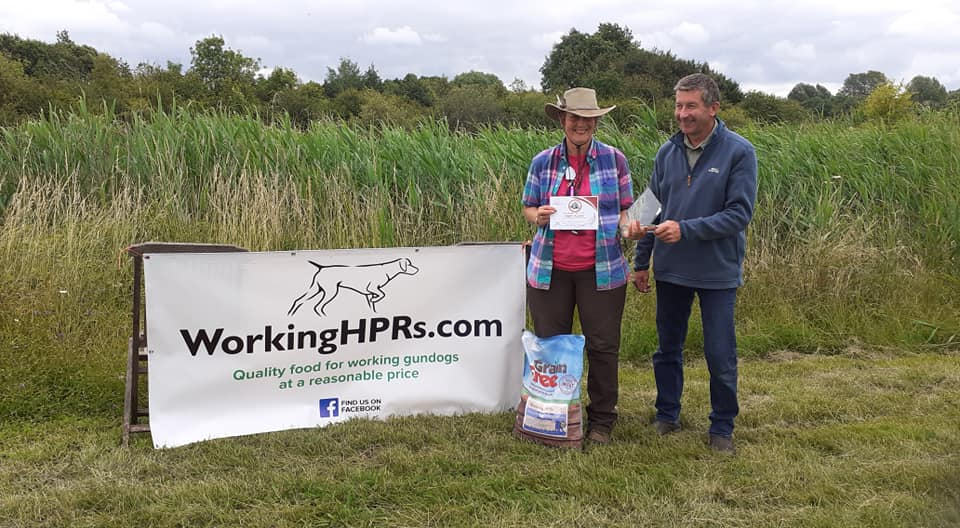 WorkingHPRs.com
Quality food for working gundogs
at a reasonable price
f FIND US ON
FACEBOOK
Grain
Free